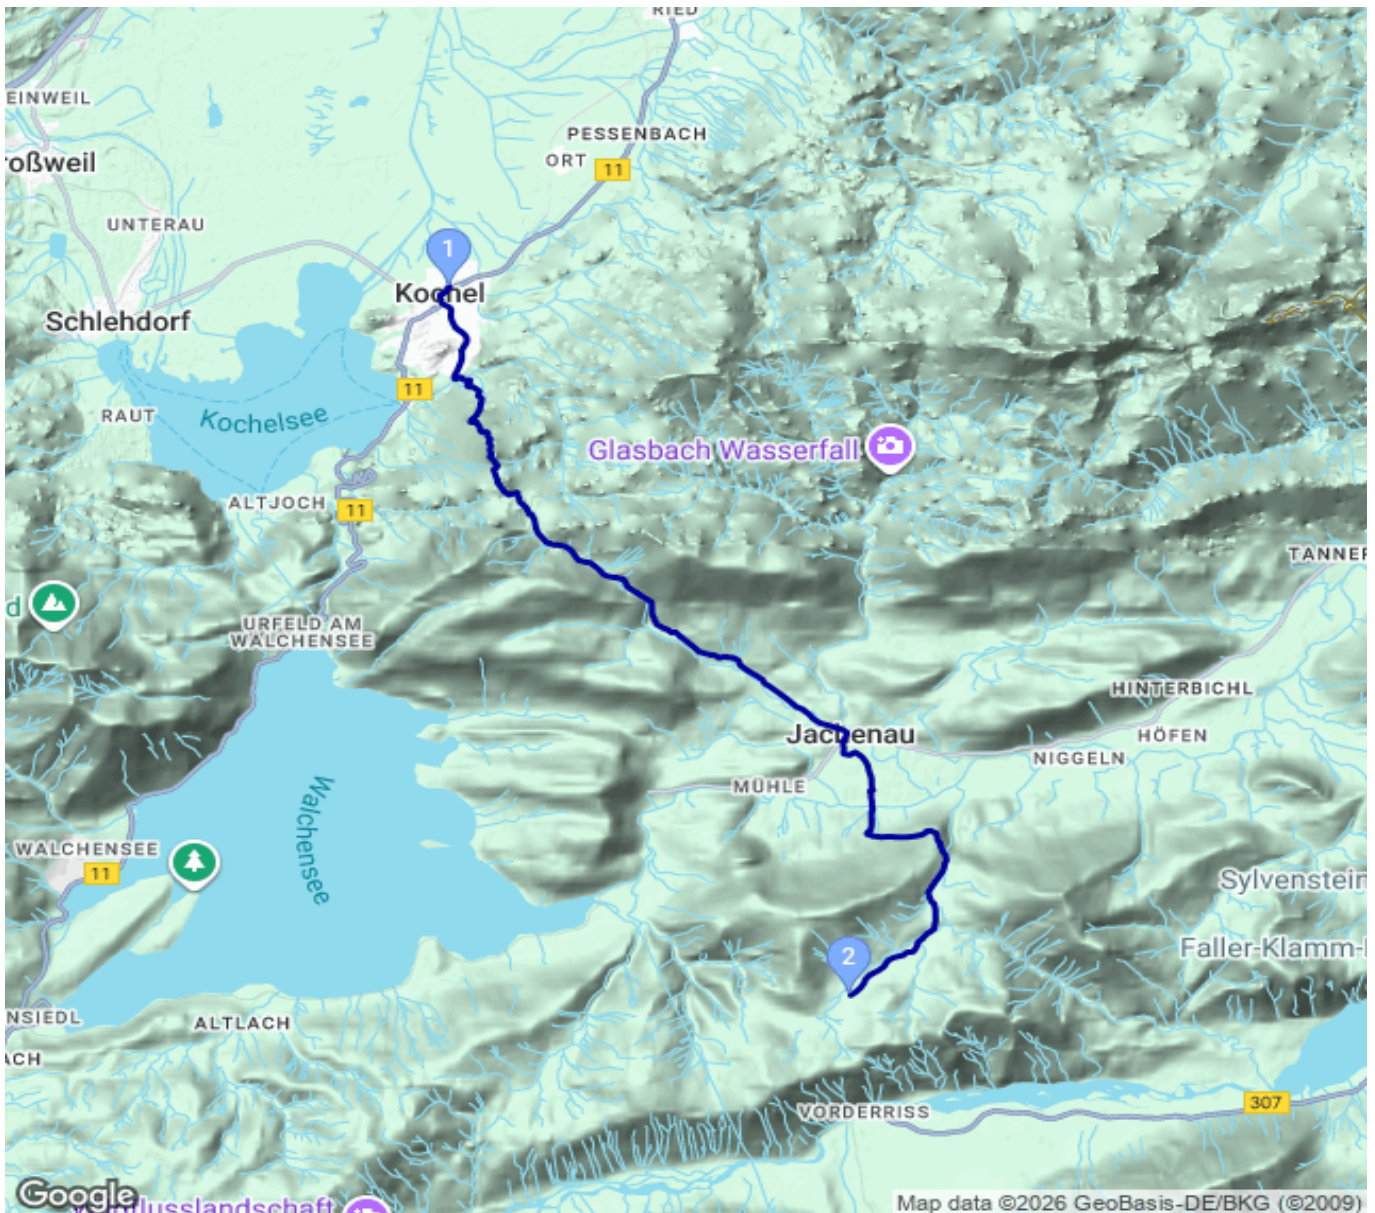 RIED
EINWEIL
PESSENBACH
roßweil
ORT
11
UNTERAU
1
Kochel
Schlehdorf
11
RAUT
Kochelsee
Glasbach Wasserfall
ALTJOCH
11
TANNER
d
URFELD AM
WALCHENSEE
HINTERBICHL
Jachenau
HÖFEN
NIGGELN
MÜHLE
Walchensee
WALCHENSEE
11
Sylvenstein
Faller-Klamm-
2
NSIEDL
ALTLACH
ACH
307
VORDERRISS
Google
flusslandschaft
Map data ©2026 GeoBasis-DE/BKG (©2009)